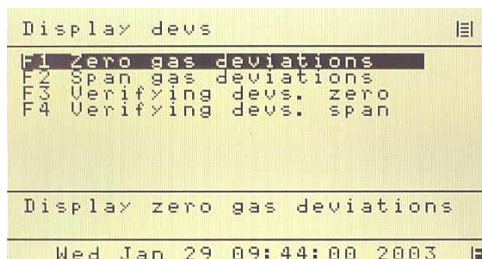 Display devs
F1 Zero gas deviations
F2 Span gas deviations
F3 Verifying devs. zero
F4 Verifying devs. span
Display zero gas deviations
Wed Jan 29 09:44:00 2003